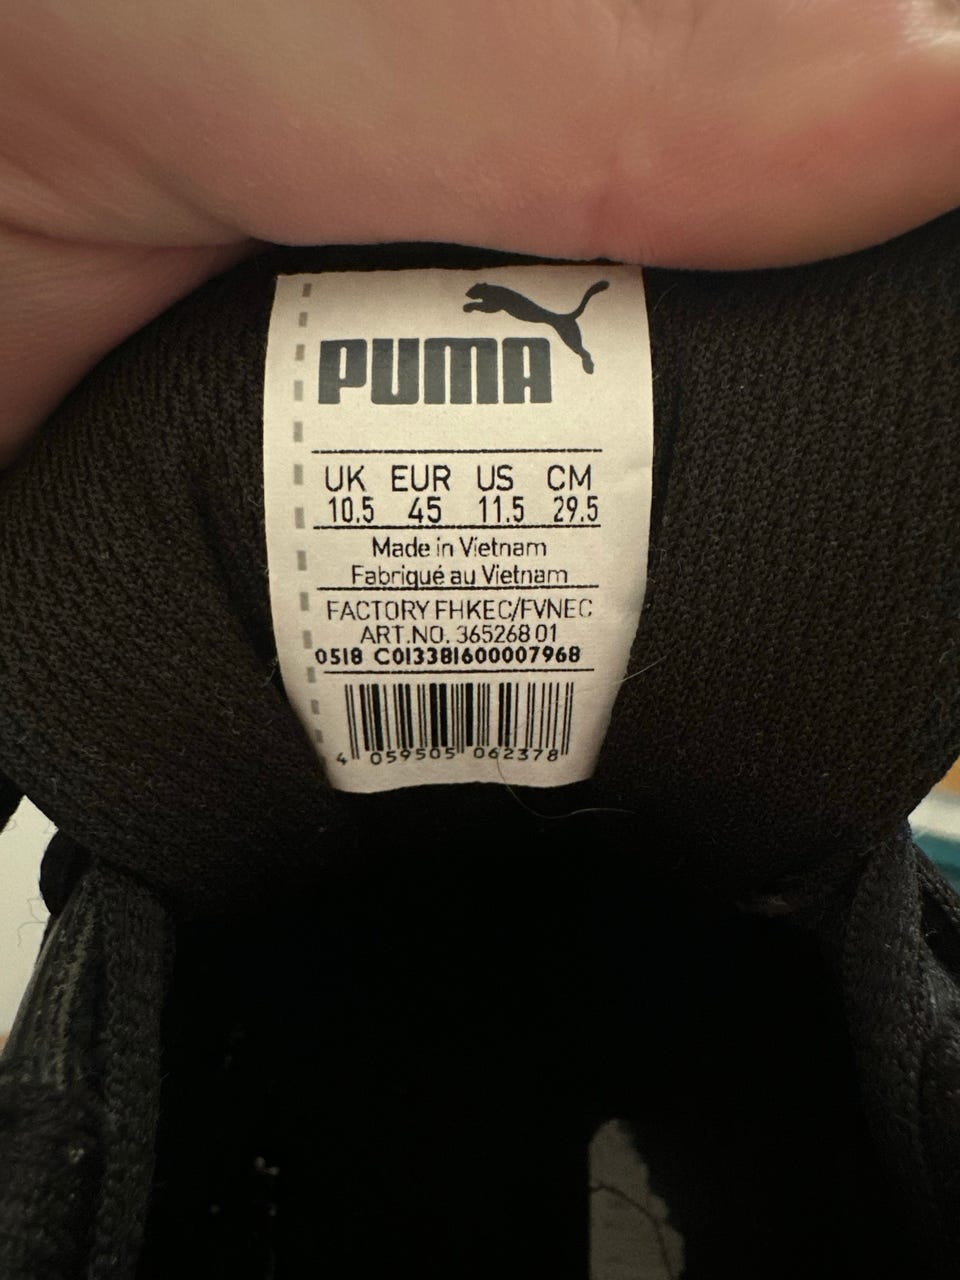 PUMA
UK EUR US CM
10.5 45 11.5 29.5
Made in Vietnam
Fabriqué au Vietnam
FACTORY FHKEC/FVNEC
ART.NO. 365268 01
0518 C013381600007968
4 059505 062378